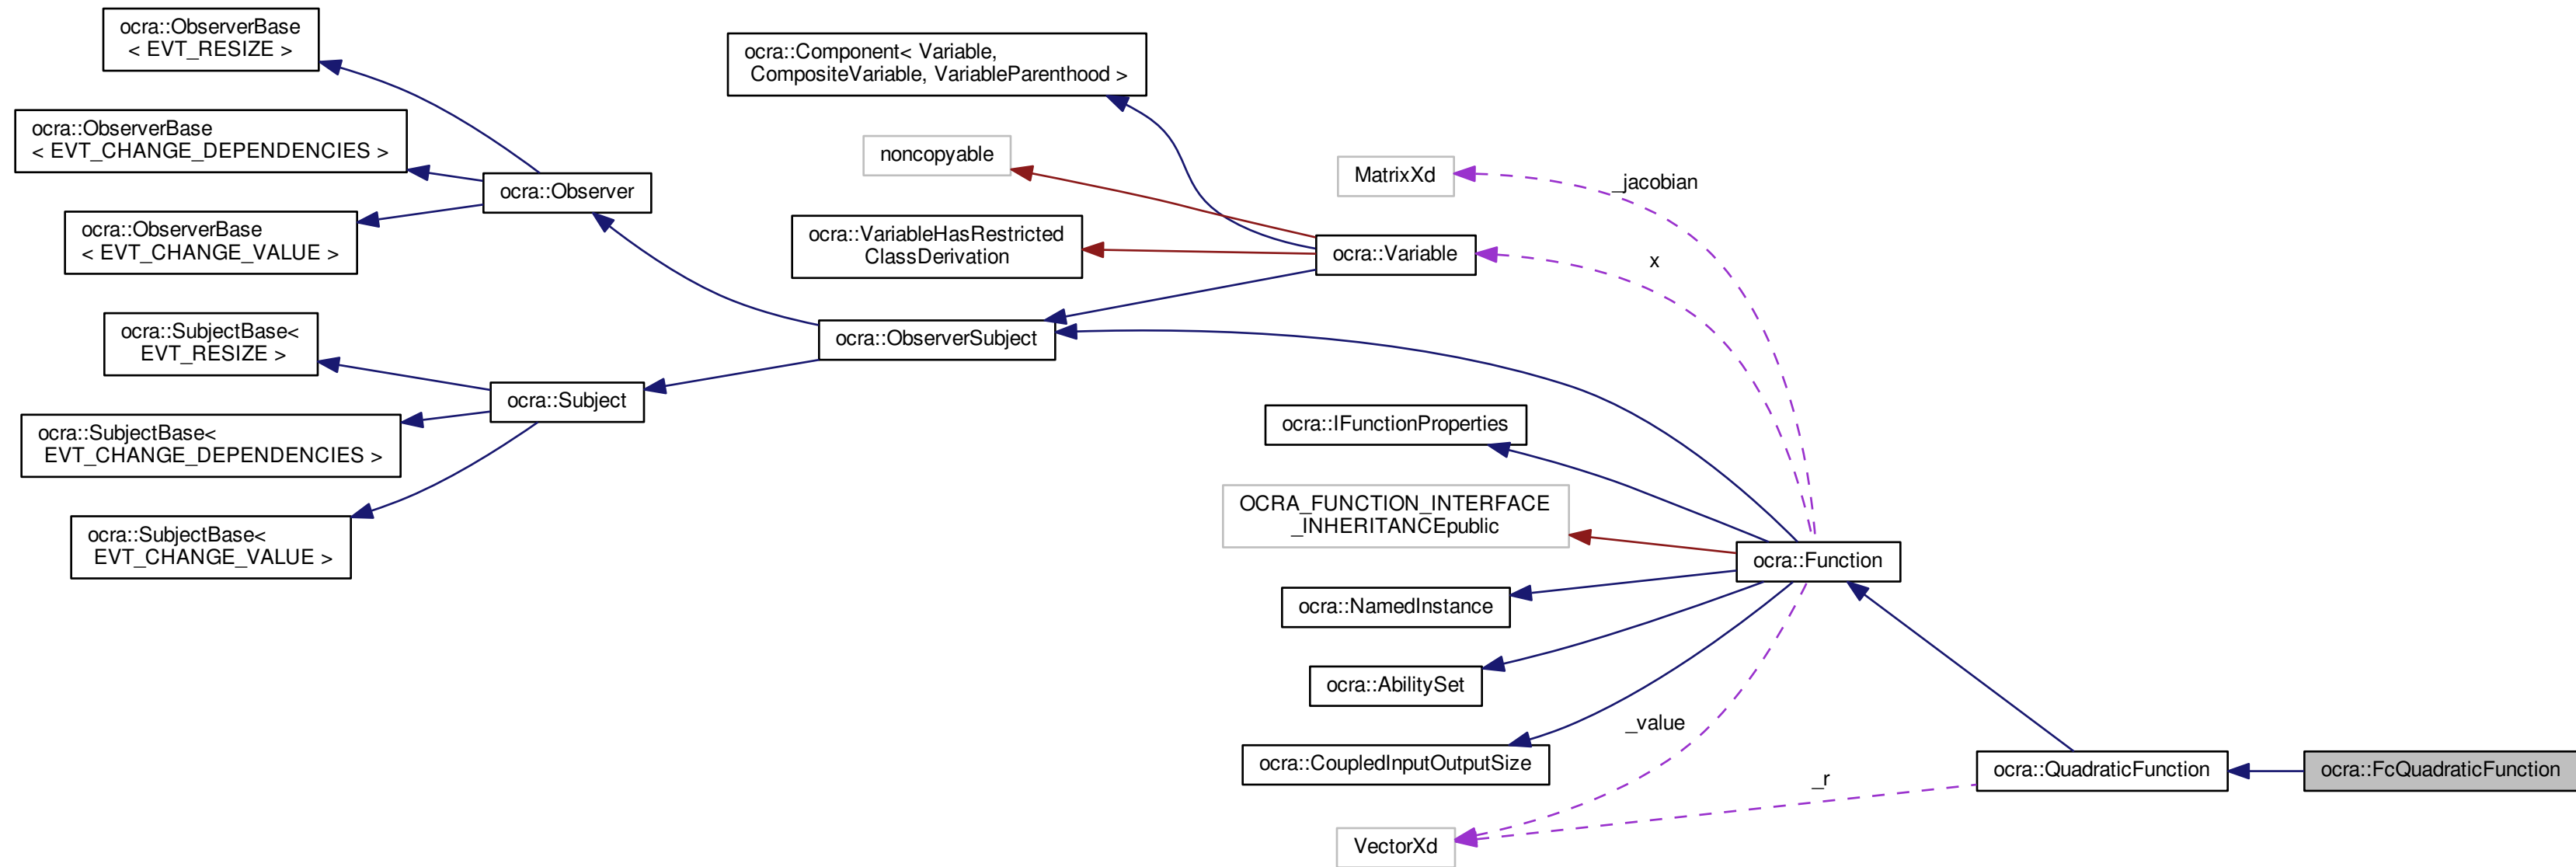 ocra::ObserverBase
< EVT_RESIZE >
ocra::ObserverBase
< EVT_CHANGE_DEPENDENCIES >
ocra::ObserverBase
< EVT_CHANGE_VALUE >
ocra::SubjectBase<
EVT_RESIZE >
ocra::SubjectBase<
EVT_CHANGE_DEPENDENCIES >
ocra::SubjectBase<
EVT_CHANGE_VALUE >
ocra::Observer
ocra::Subject
ocra::Component< Variable,
CompositeVariable, VariableParenthood >
noncopyable
ocra::VariableHasRestricted
ClassDerivation
ocra::ObserverSubject
MatrixXd
ocra::Variable
ocra::IFunctionProperties
OCRA_FUNCTION_INTERFACE
_INHERITANCEpublic
ocra::NamedInstance
ocra::AbilitySet
ocra::CoupledInputOutputSize
VectorXd
_jacobian
x
_value
ocra::Function
_r
ocra::QuadraticFunction
ocra::FcQuadraticFunction